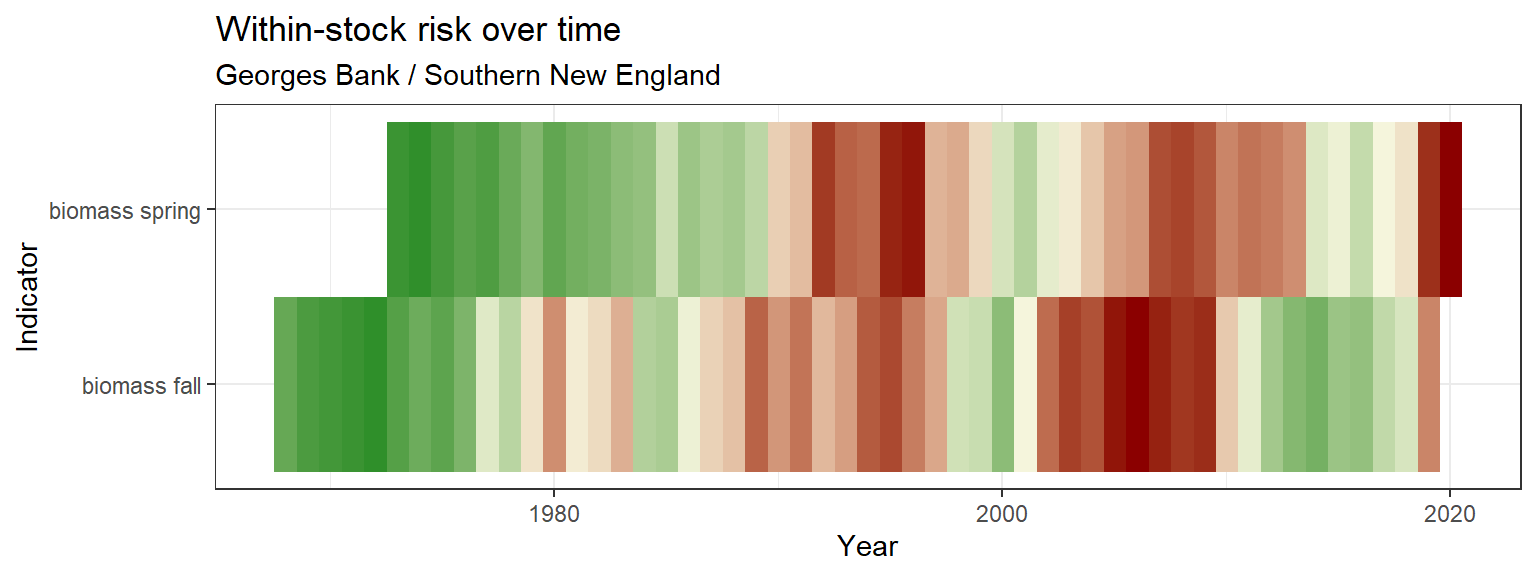 Within-stock risk over time
Georges Bank / Southern New England
Indicator
biomass spring
biomass fall
1980
2000
2020
Year